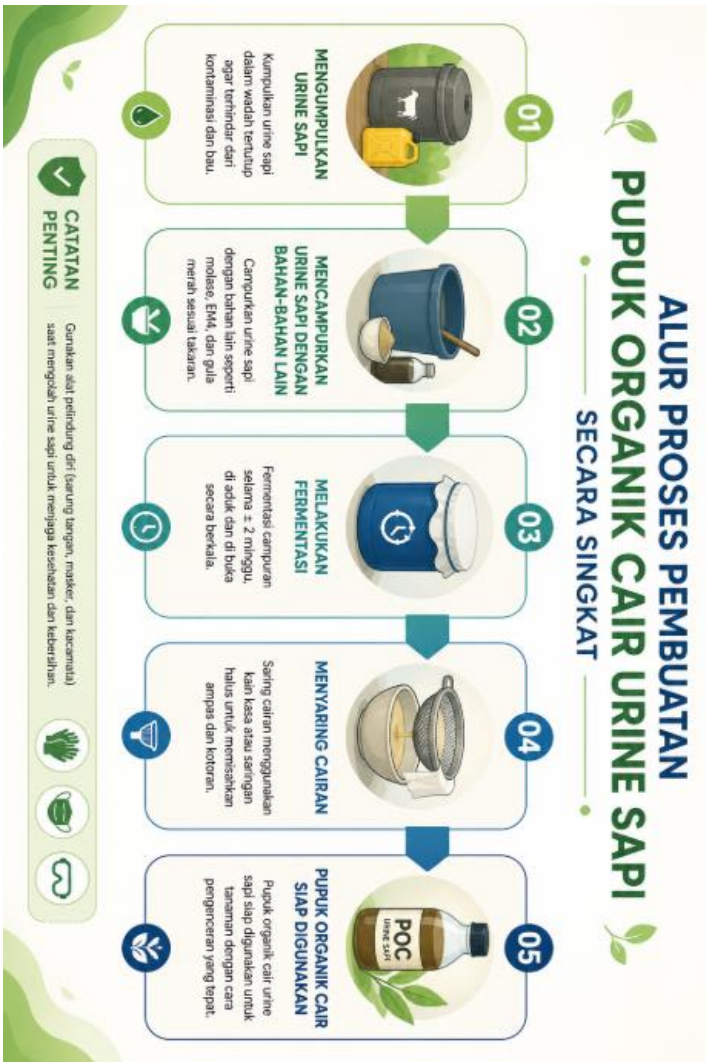 ALUR PROSES PEMBUATAN
PUPUK ORGANIK CAIR URINE SAPI
SECARA SINGKAT
01
MENGUMPULKAN
URINE SAPI
Kumpulkan urine sapi
dalam wadah tertutup
agar terhindar dari
kontaminasi dan bau.
02
MENCAMPURKAN
URINE SAPI DENGAN
BAHAN-BAHAN LAIN
Campurkan urine sapi
dengan bahan lain seperti
molase, EM4, dan gula
merah sesuai takaran.
03
MELAKUKAN
FERMENTASI
Fermentasi campuran
selama ± 2 minggu,
di aduk dan di buka
secara berkala.
04
MENYARING CAIRAN
Saring cairan menggunakan
kain kasa atau saringan
halus untuk memisahkan
ampas dan kotoran.
05
POC
URINE SAPI
PUPUK ORGANIK CAIR
SIAP DIGUNAKAN
Pupuk organik cair urine
sapi siap digunakan untuk
tanaman dengan cara
pengenceran yang tepat.
CATATAN
PENTING
Gunakan alat pelindung diri (sarung tangan, masker, dan kacamata)
saat mengolah urine sapi untuk menjaga kesehatan dan kebersihan.